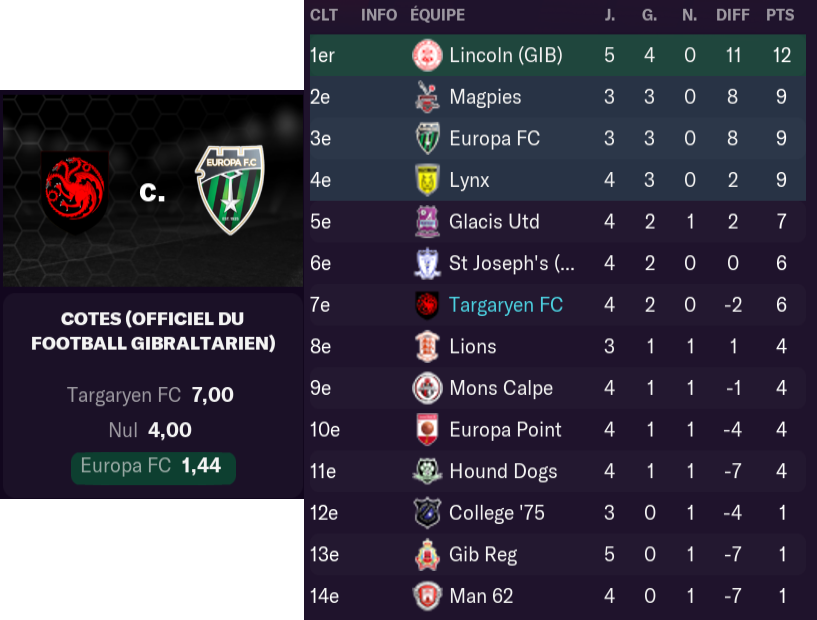 EUROPA F.C
c.
COTES (OFFICIEL DU
FOOTBALL GIBRALTARIEN)
Targaryen FC 7,00
Nul 4,00
Europa FC 1,44
CLT INFO ÉQUIPE J. G. N. DIFF PTS
1er Lincoln (GIB) 5 4 0 11 12
2e Magpies 3 3 0 8 9
3e Europa FC 3 3 0 8 9
4e Lynx 4 3 0 2 9
5e Glacis Utd 4 2 1 2 7
6e St Joseph's (... 4 2 0 0 6
7e Targaryen FC 4 2 0 -2 6
8e Lions 3 1 1 1 4
9e Mons Calpe 4 1 1 -1 4
10e Europa Point 4 1 1 -4 4
11e Hound Dogs 4 1 1 -7 4
12e College '75 3 0 1 -4 1
13e Gib Reg 5 0 1 -7 1
14e Man 62 4 0 1 -7 1